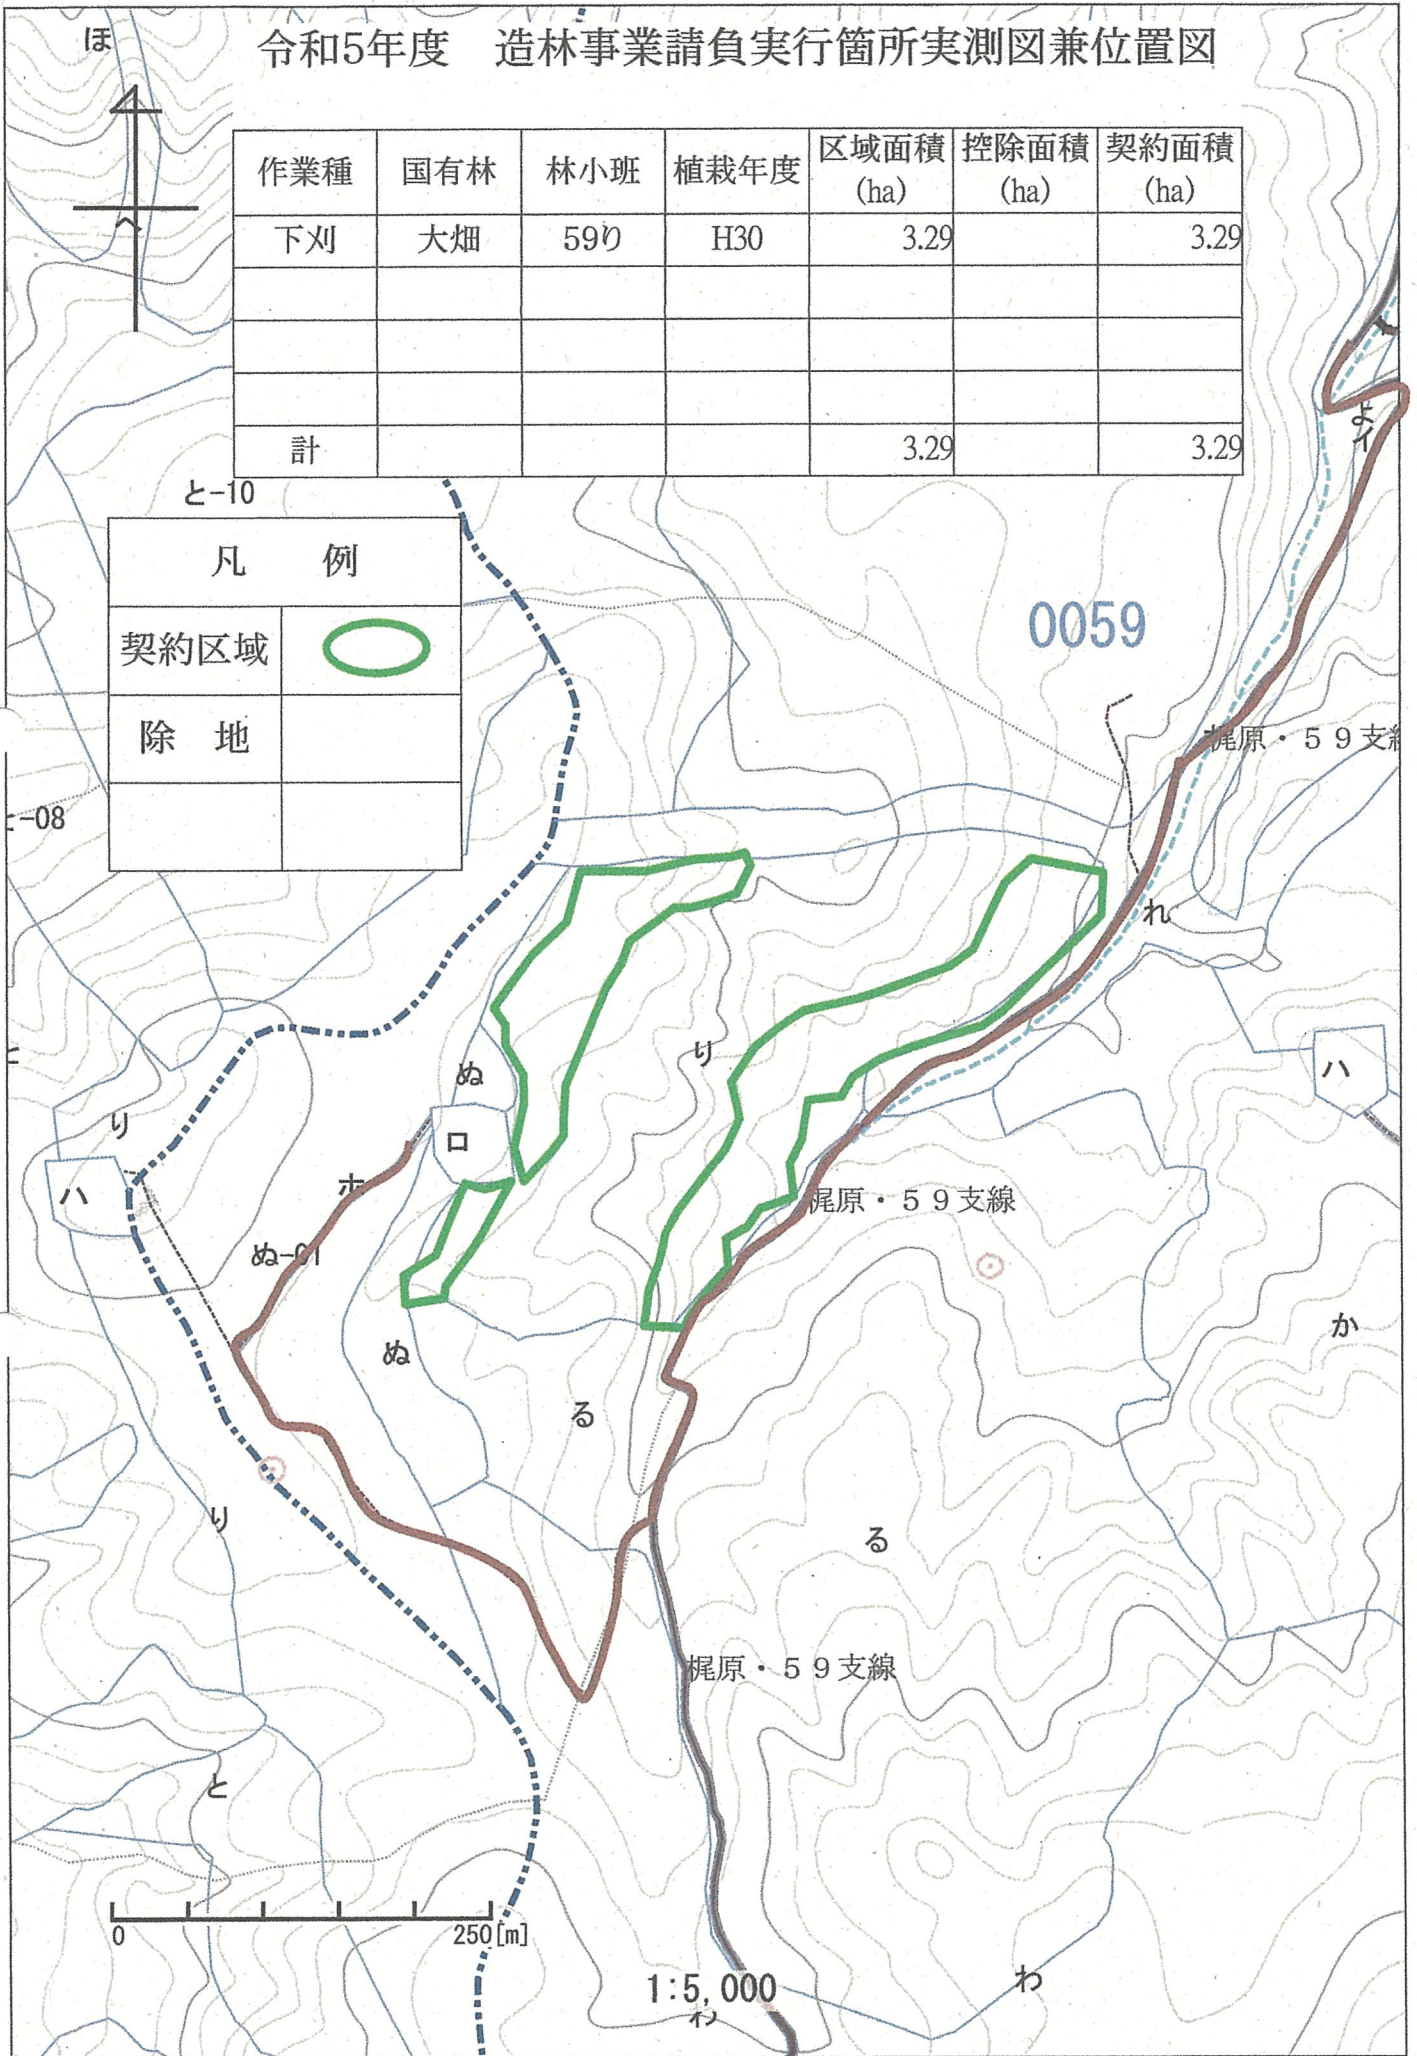 令和5年度　造林事業請負実行箇所実測図兼位置図
ほ
作業種 国有林 林小班 植栽年度 区域面積(ha) 控除面積(ha) 契約面積(ha)
へ
下刈 大畑 59り H30 3.29 3.29
計 3.29 3.29
よ
イ
と-10
凡　例
契約区域
除　地
0059
梶原・５９支線
-08
れ
り
ぬ
ハ
り
ロ
ハ
ホ
梶原・５９支線
ぬ-01
か
ぬ
る
り
る
梶原・５９支線
と
0 250[m]
1:5,000
わ
わ